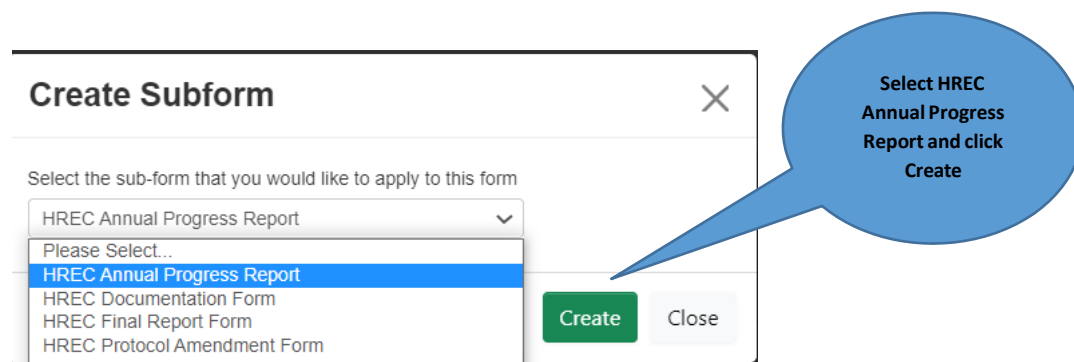 Create Subform
Select the sub-form that you would like to apply to this form
HREC Annual Progress Report
Please Select...
HREC Annual Progress Report
HREC Documentation Form
HREC Final Report Form
HREC Protocol Amendment Form
Create
Close
Select HREC
Annual Progress
Report and click
Create